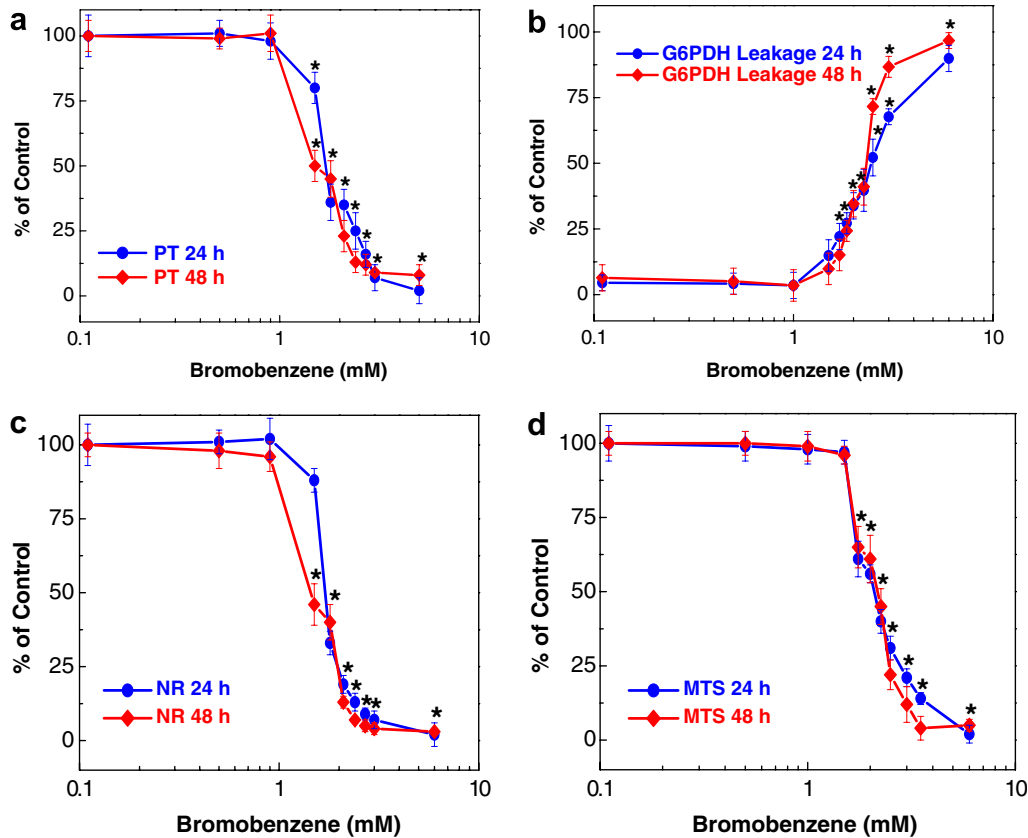 a
% of Control
100
75
50
25
0
* * * * * * * *
PT 24 h
PT 48 h
0.1 1 10
Bromobenzene (mM)
b
% of Control
100
75
50
25
0
* * * * * * * * *
G6PDH Leakage 24 h
G6PDH Leakage 48 h
0.1 1 10
Bromobenzene (mM)
c
% of Control
100
75
50
25
0
* * * * * * *
NR 24 h
NR 48 h
0.1 1 10
Bromobenzene (mM)
d
% of Control
100
75
50
25
0
* * * * * * *
MTS 24 h
MTS 48 h
0.1 1 10
Bromobenzene (mM)